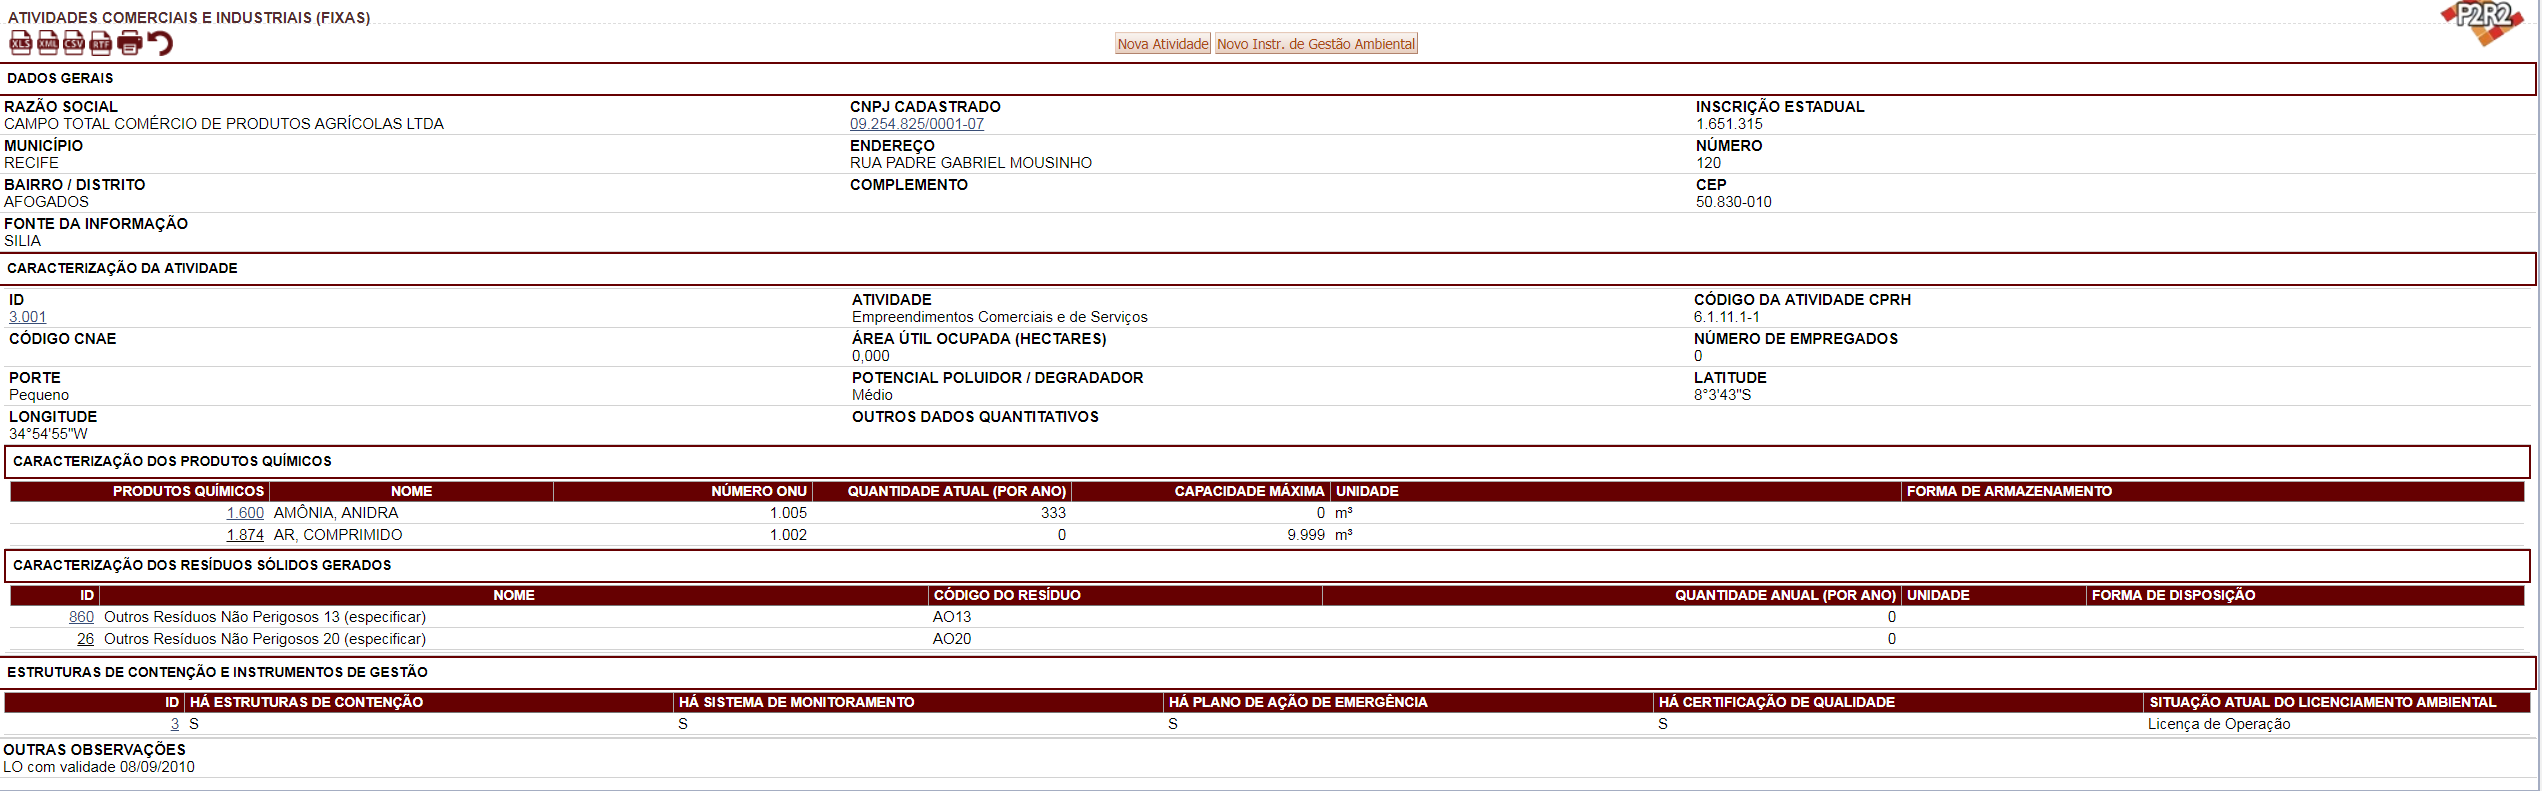 ATIVIDADES COMERCIAIS E INDUSTRIAIS (FIXAS)
P2R2
XLS XML CSV RTF
Nova Atividade Novo Instr. de Gestão Ambiental
DADOS GERAIS
RAZÃO SOCIAL CNPJ CADASTRADO INSCRIÇÃO ESTADUAL
CAMPO TOTAL COMÉRCIO DE PRODUTOS AGRÍCOLAS LTDA 09.254.825/0001-07 1.651.315
MUNICÍPIO ENDEREÇO NÚMERO
RECIFE RUA PADRE GABRIEL MOUSINHO 120
BAIRRO / DISTRITO COMPLEMENTO CEP
AFOGADOS 50.830-010
FONTE DA INFORMAÇÃO
SILIA
CARACTERIZAÇÃO DA ATIVIDADE
ID ATIVIDADE CÓDIGO DA ATIVIDADE CPRH
3.001 Empreendimentos Comerciais e de Serviços 6.1.11.1-1
CÓDIGO CNAE ÁREA ÚTIL OCUPADA (HECTARES) NÚMERO DE EMPREGADOS
0,000 0
PORTE POTENCIAL POLUIDOR / DEGRADADOR LATITUDE
Pequeno Médio 8°3'43"S
LONGITUDE OUTROS DADOS QUANTITATIVOS
34°54'55"W
CARACTERIZAÇÃO DOS PRODUTOS QUÍMICOS
PRODUTOS QUÍMICOS NOME NÚMERO ONU QUANTIDADE ATUAL (POR ANO) CAPACIDADE MÁXIMA UNIDADE FORMA DE ARMAZENAMENTO
1.600 AMÔNIA, ANIDRA 1.005 333 0 m³
1.874 AR, COMPRIMIDO 1.002 0 9.999 m³
CARACTERIZAÇÃO DOS RESÍDUOS SÓLIDOS GERADOS
ID NOME CÓDIGO DO RESÍDUO QUANTIDADE ANUAL (POR ANO) UNIDADE FORMA DE DISPOSIÇÃO
860 Outros Resíduos Não Perigosos 13 (especificar) AO13 0
26 Outros Resíduos Não Perigosos 20 (especificar) AO20 0
ESTRUTURAS DE CONTENÇÃO E INSTRUMENTOS DE GESTÃO
ID HÁ ESTRUTURAS DE CONTENÇÃO HÁ SISTEMA DE MONITORAMENTO HÁ PLANO DE AÇÃO DE EMERGÊNCIA HÁ CERTIFICAÇÃO DE QUALIDADE SITUAÇÃO ATUAL DO LICENCIAMENTO AMBIENTAL
3 S S S S Licença de Operação
OUTRAS OBSERVAÇÕES
LO com validade 08/09/2010